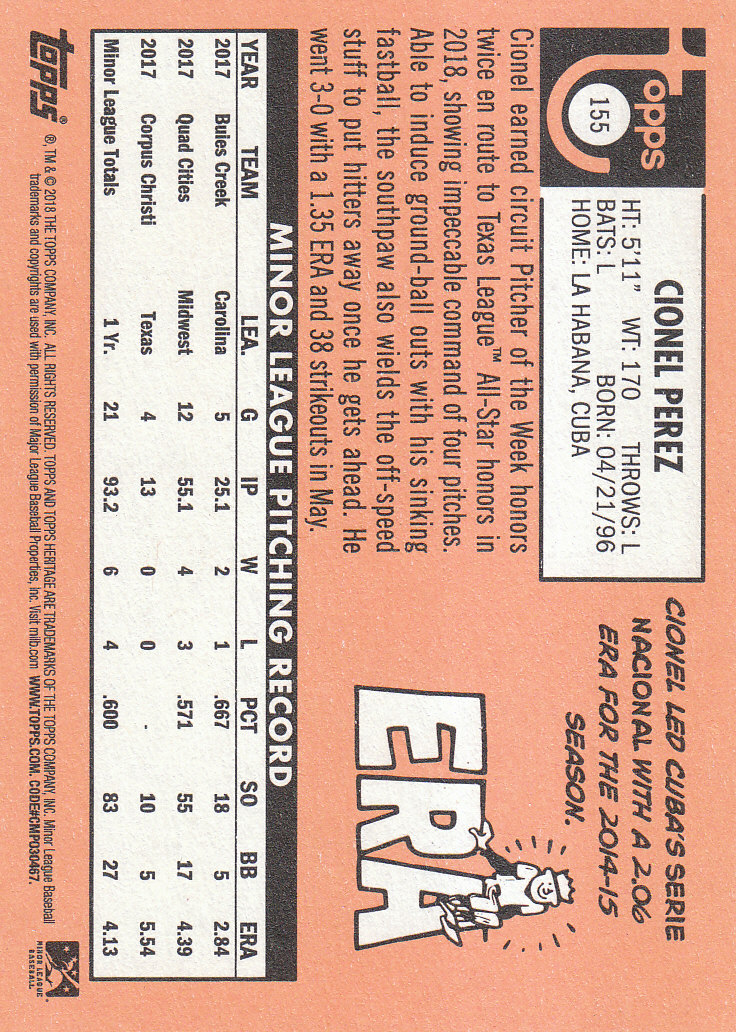 topps
155
CIONEL PEREZ
HT: 5'11" WT: 170 THROWS: L
BATS: L BORN: 04/21/96
HOME: LA HABANA, CUBA
Cionel earned circuit Pitcher of the Week honors
twice en route to Texas League™ All-Star honors in
2018, showing impeccable command of four pitches.
Able to induce ground-ball outs with his sinking
fastball, the southpaw also wields the off-speed
stuff to put hitters away once he gets ahead. He
went 3-0 with a 1.35 ERA and 38 strikeouts in May.
CIONEL LED CUBA'S SERIE
NACIONAL WITH A 2.06
ERA FOR THE 2014-15
SEASON.
ERA
MINOR LEAGUE PITCHING RECORD
YEAR TEAM LEA. G IP W L PCT SO BB ERA
2017 Buies Creek Carolina 5 25.1 2 1 .667 18 5 2.84
2017 Quad Cities Midwest 12 55.1 4 3 .571 55 17 4.39
2017 Corpus Christi Texas 4 13 0 0 - 10 5 5.54
Minor League Totals 1 Yr. 21 93.2 6 4 .600 83 27 4.13
topps®
®, TM & © 2018 THE TOPPS COMPANY, INC. ALL RIGHTS RESERVED. TOPPS AND TOPPS HERITAGE ARE TRADEMARKS OF THE TOPPS COMPANY, INC. Minor League Baseball
trademarks and copyrights are used with permission of Major League Baseball Properties, Inc. Visit milb.com WWW.TOPPS.COM. CODE#CMP030467.
MINOR LEAGUE
BASEBALL